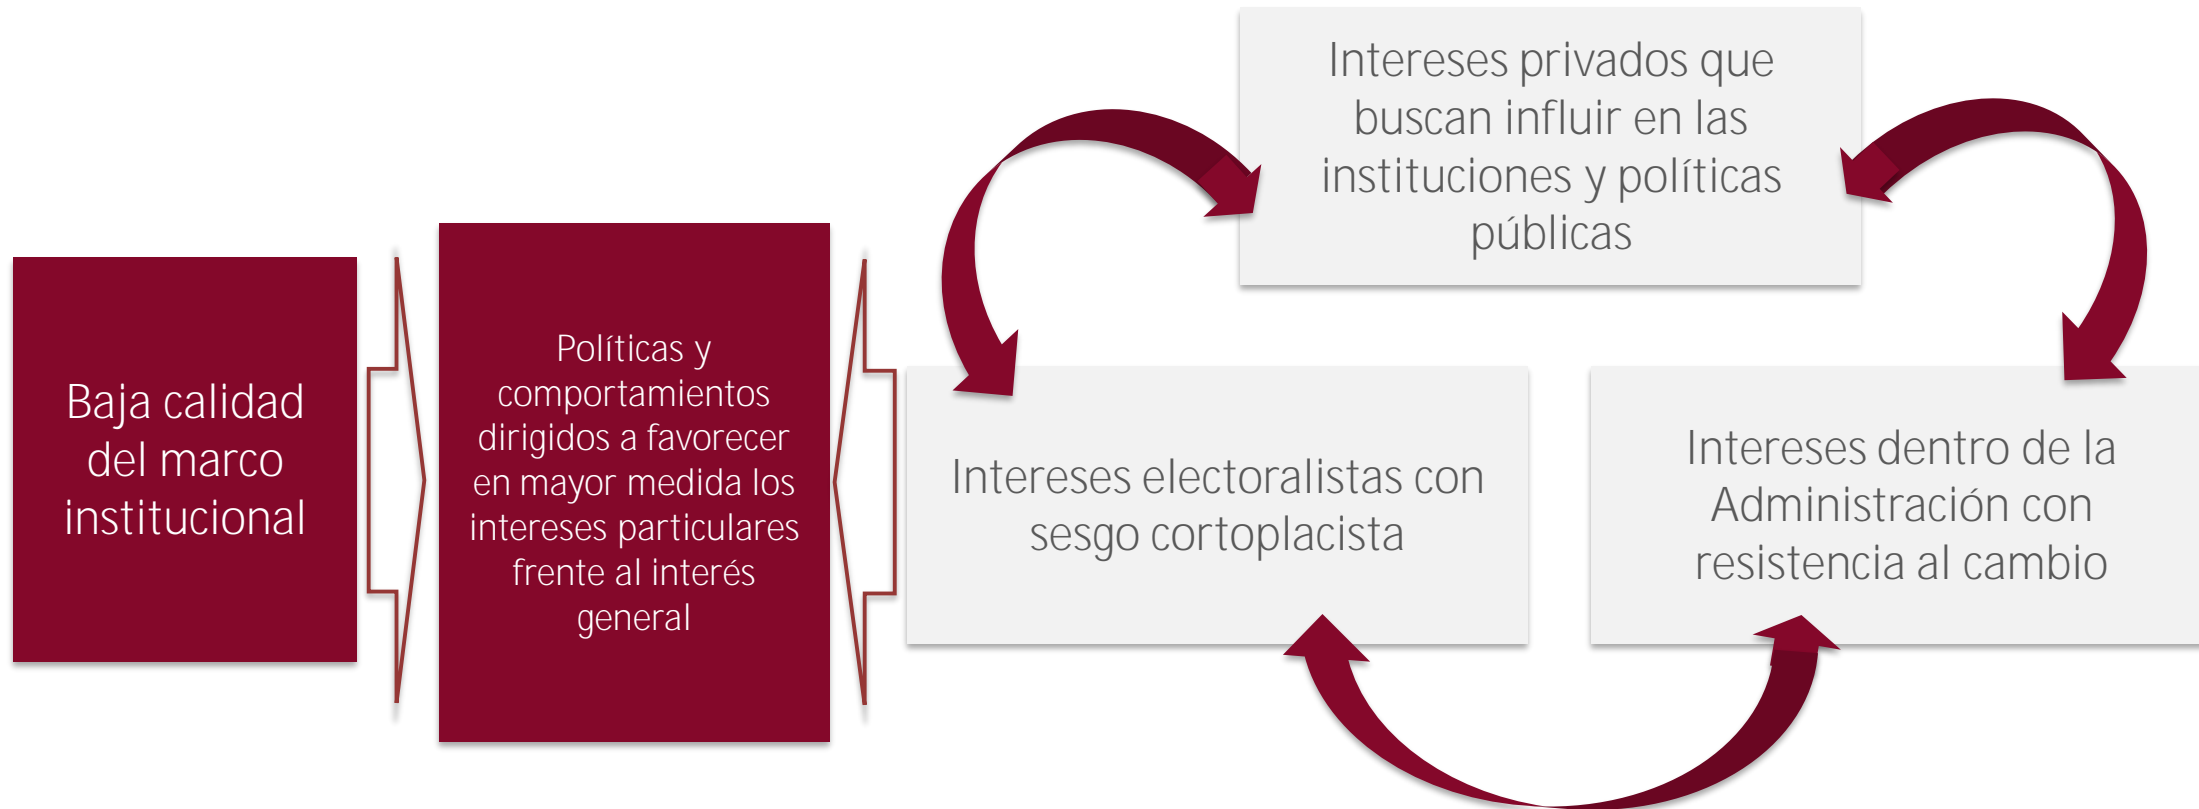 Baja calidad
del marco
institucional
Políticas y
comportamientos
dirigidos a favorecer
en mayor medida los
intereses particulares
frente al interés
general
Intereses privados que
buscan influir en las
instituciones y políticas
públicas
Intereses electoralistas con
sesgo cortoplacista
Intereses dentro de la
Administración con
resistencia al cambio